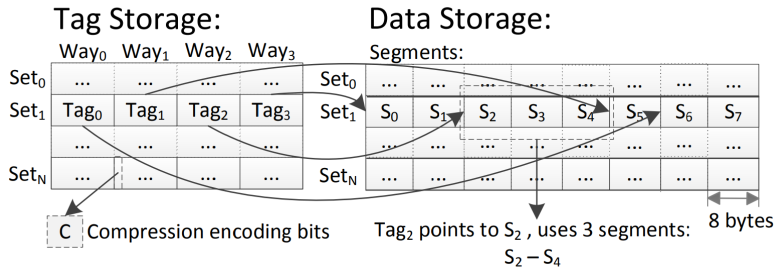 Tag Storage: Data Storage:
Way0 Way1 Way2 Way3 Segments:
Set0 ... ... ... ... Set0 ... ... ... ... ... ... ... ...
Set1 Tag0 Tag1 Tag2 Tag3 Set1 S0 S1 S2 S3 S4 S5 S6 S7
... ... ... ... ... ... ... ... ... ... ... ...
SetN ... ... ... ... SetN ... ... ... ... ... ... ... ...
C Compression encoding bits
Tag2 points to S2 , uses 3 segments:
S2 – S4
8 bytes